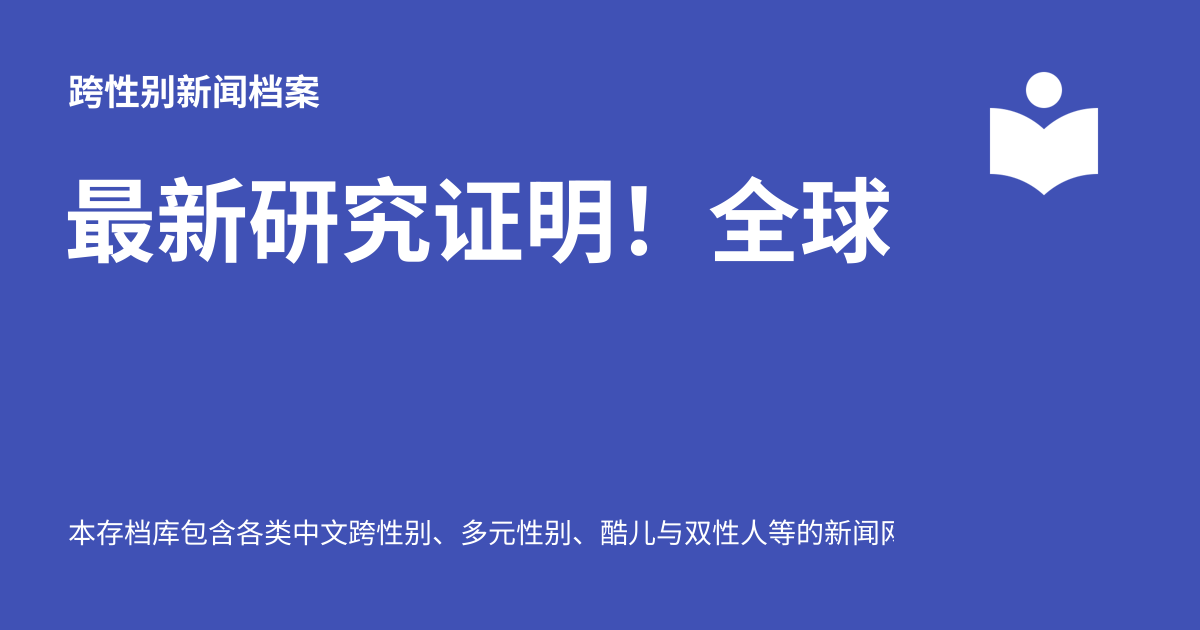 跨性别新闻档案
最新研究证明！全球
本存档库包含各类中文跨性别、多元性别、酷儿与双性人等的新闻